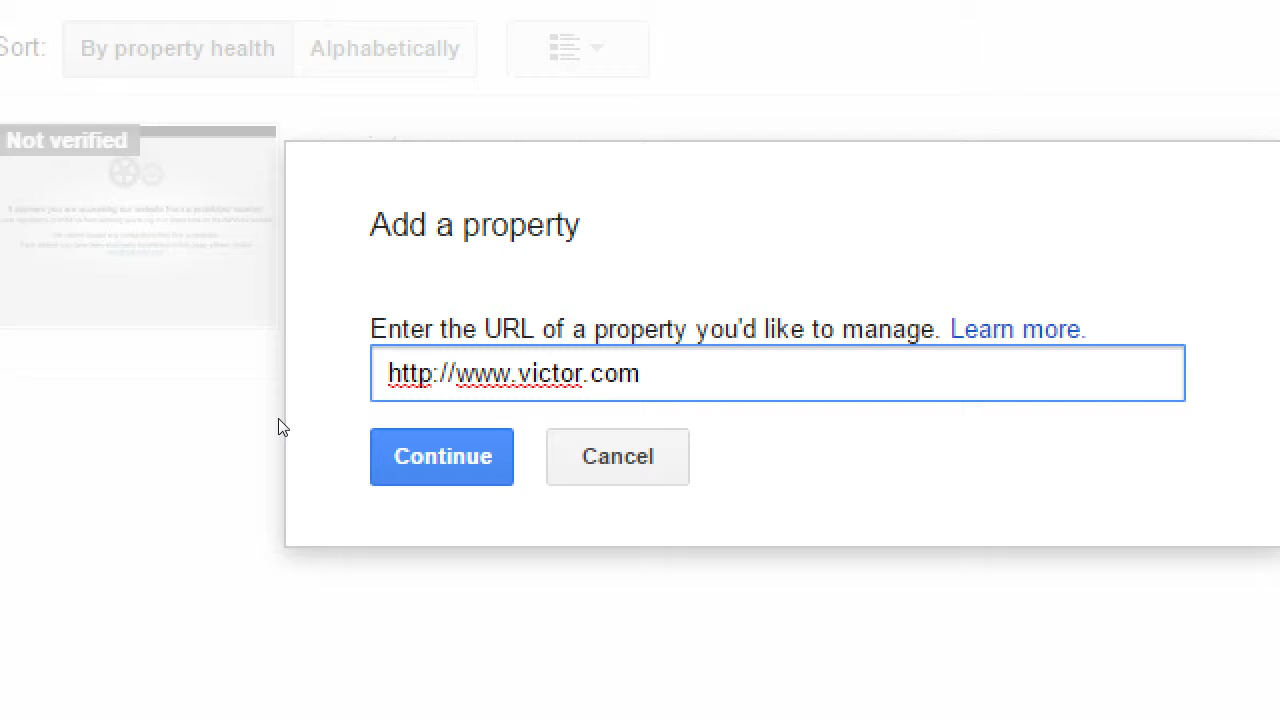 Sort: By property health Alphabetically
Not verified
Add a property
Enter the URL of a property you'd like to manage. Learn more.
http://www.victor.com
Continue Cancel